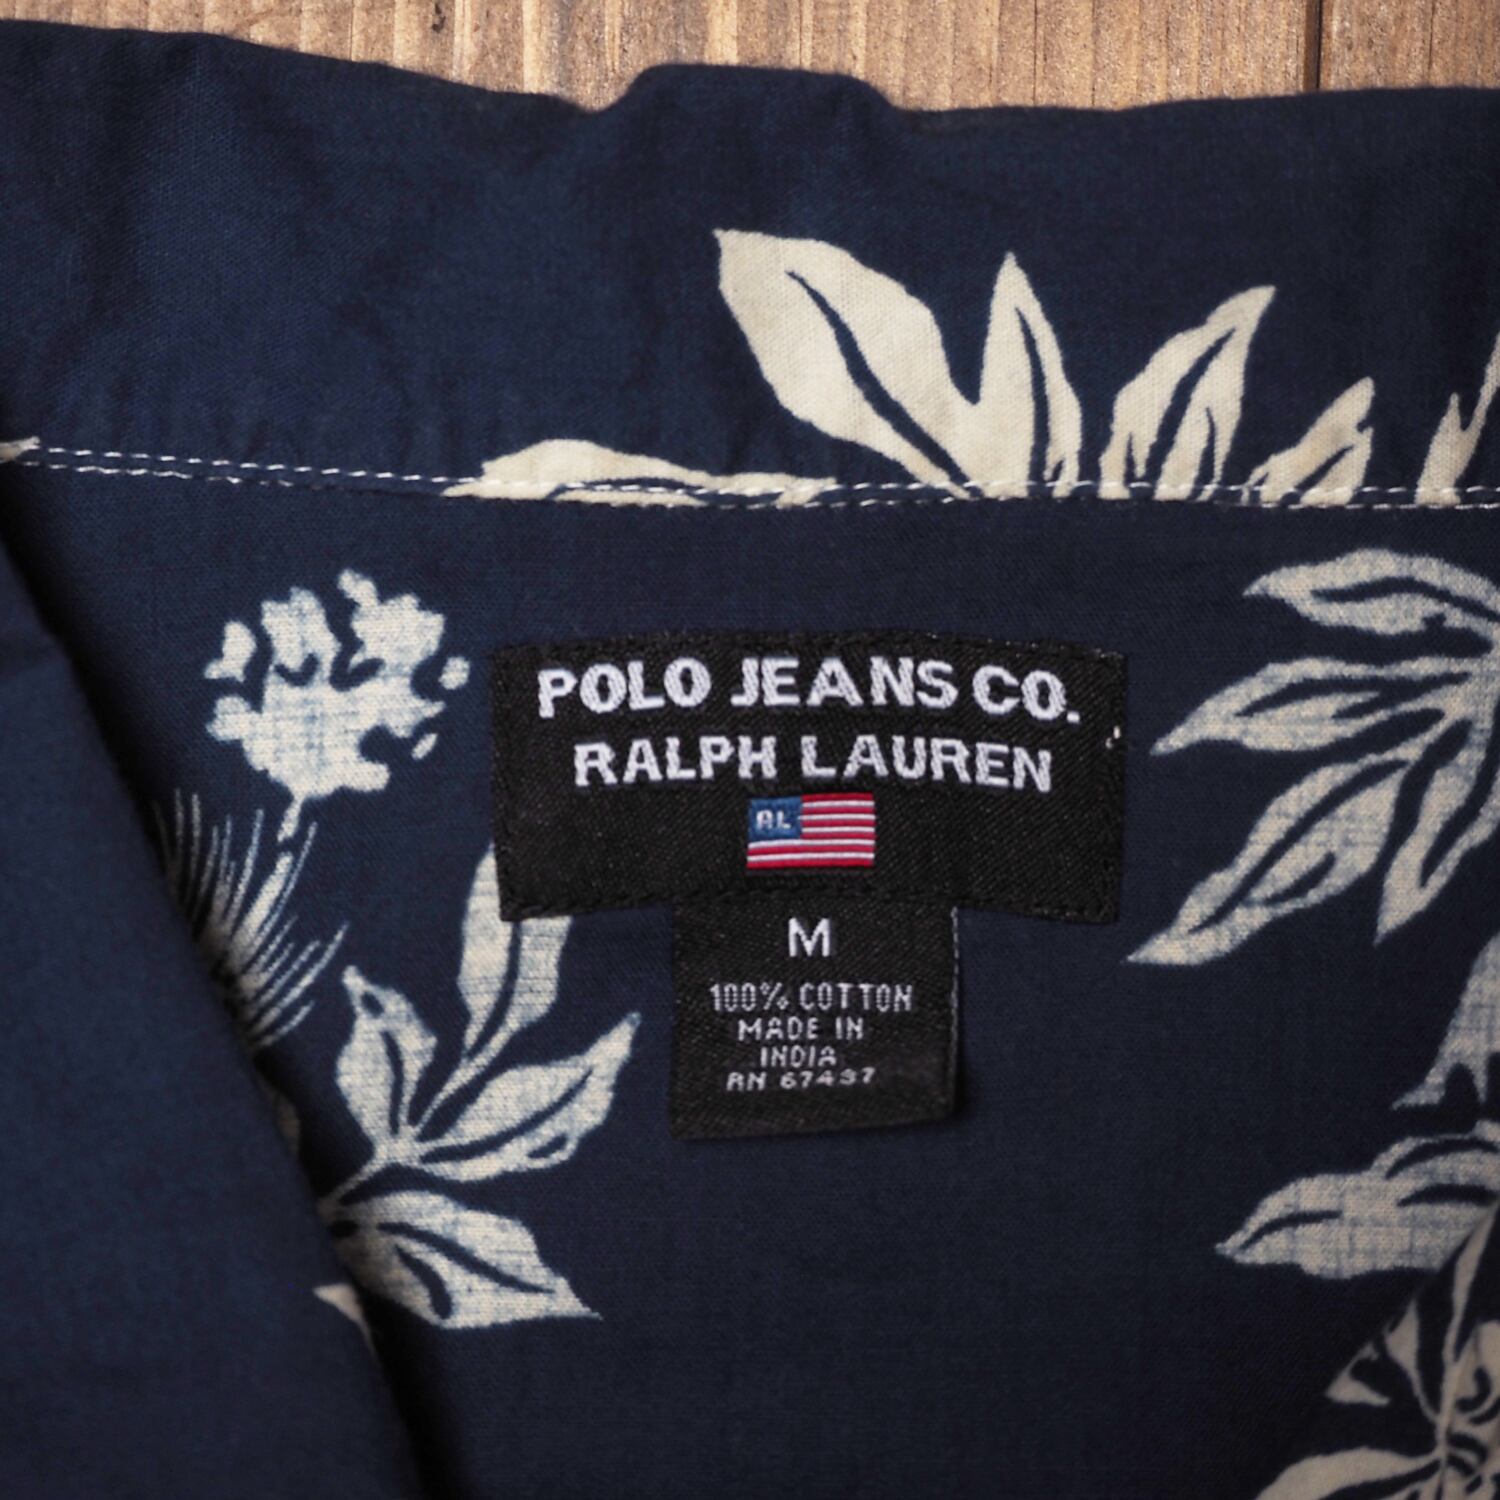 POLO JEANS CO.
RALPH LAUREN
RL
M
100% COTTON
MADE IN
INDIA
RN 67437